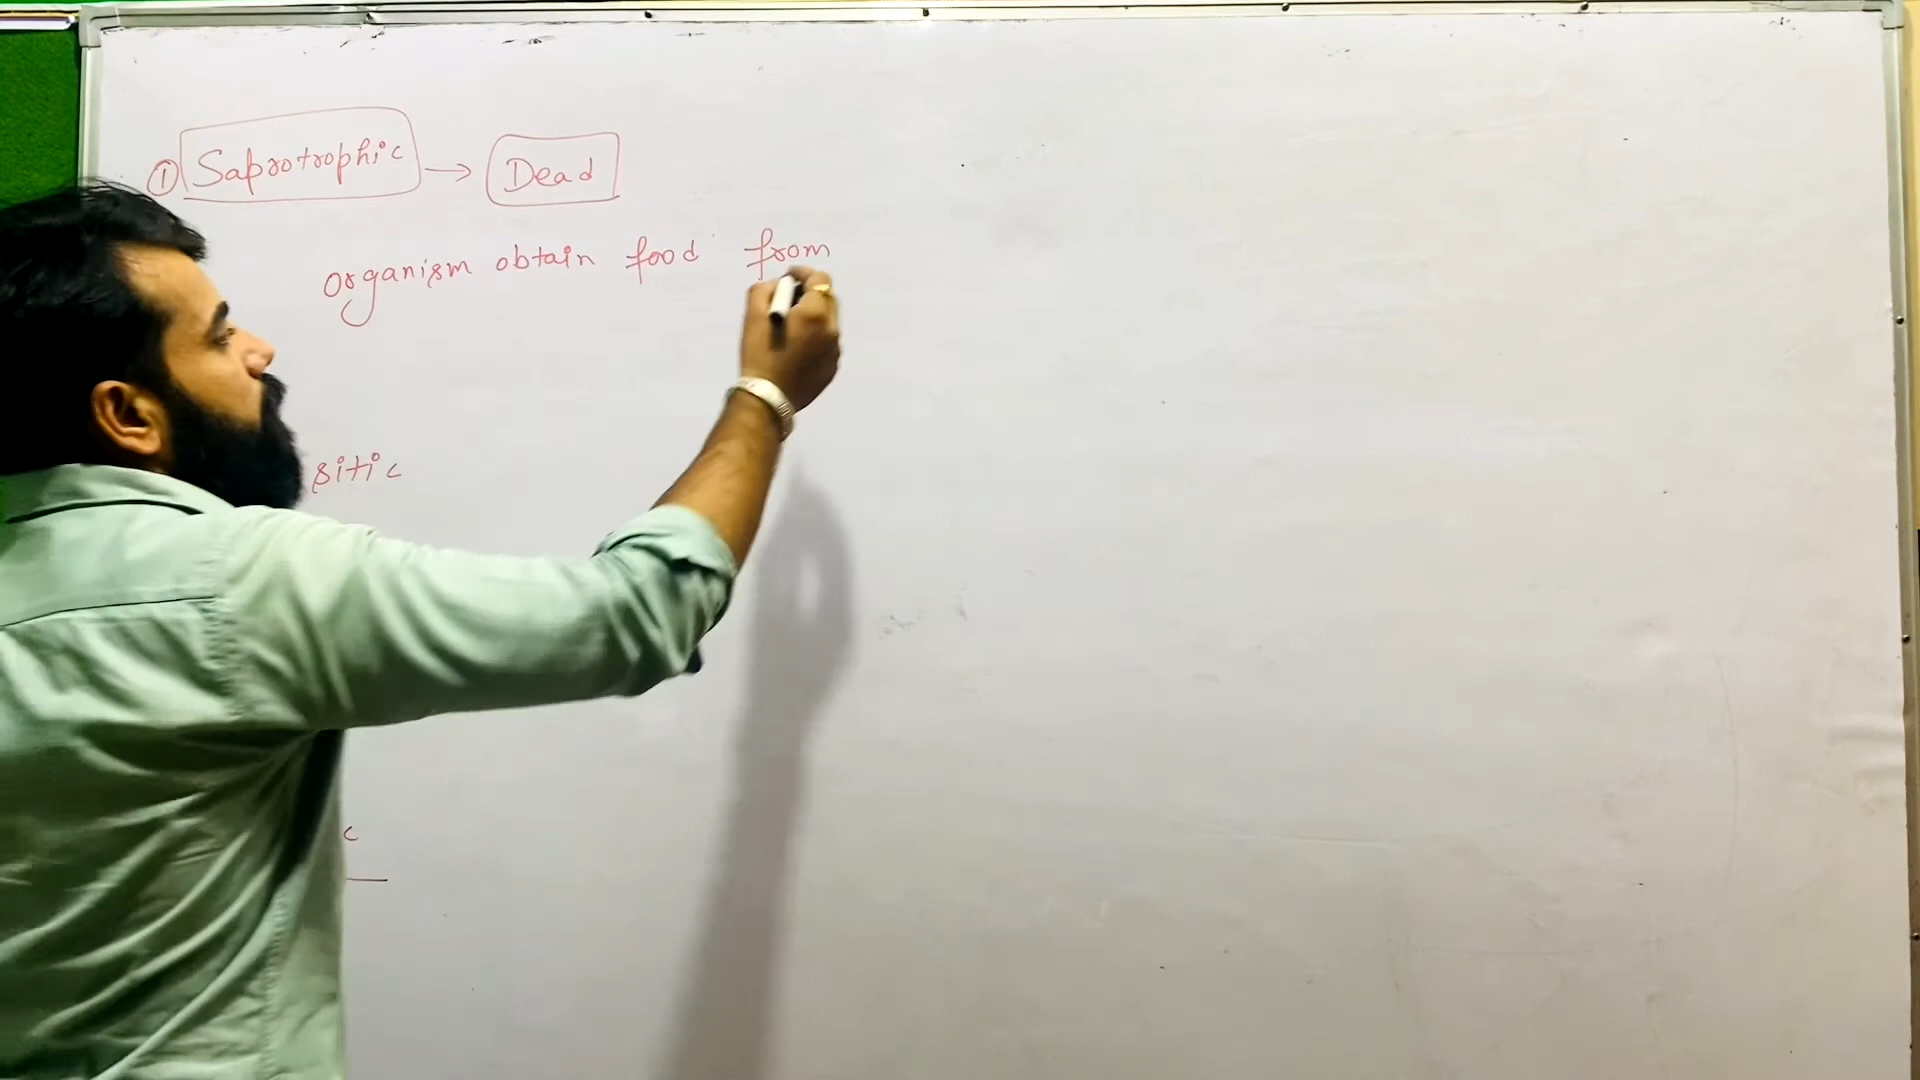 ① Saprotrophic → Dead
organism obtain food from
sitic
c